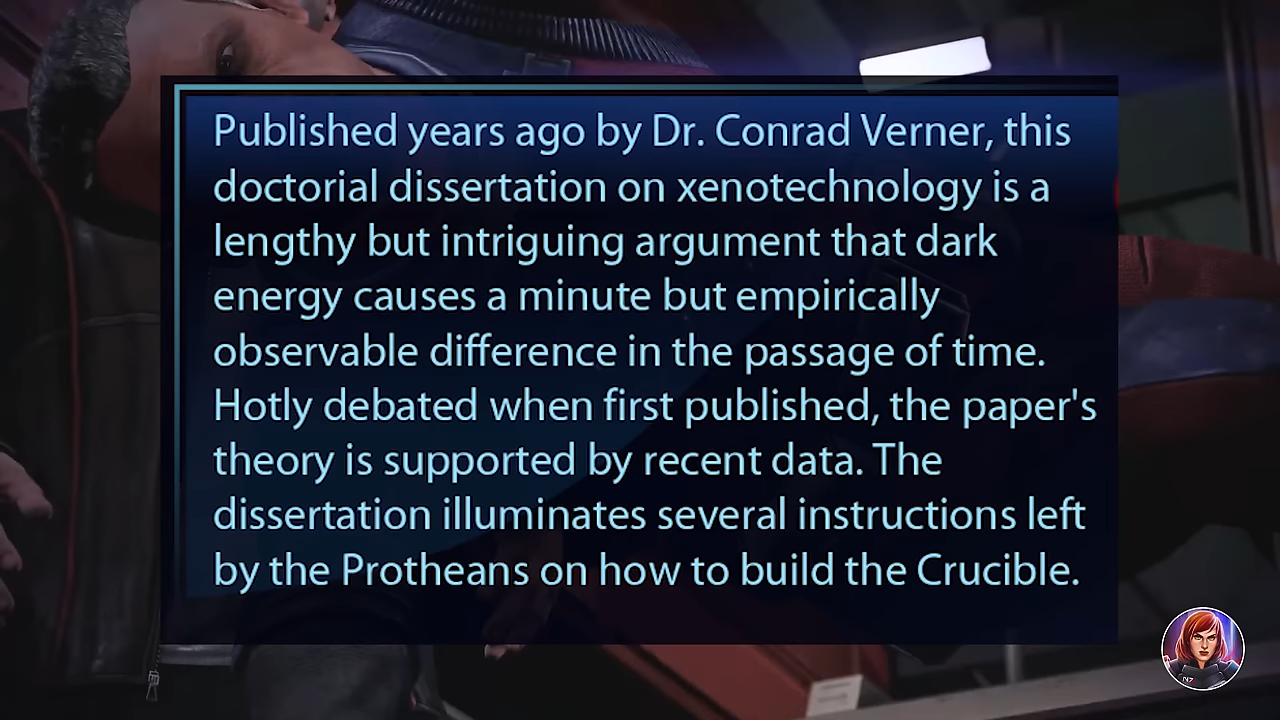 Published years ago by Dr. Conrad Verner, this
doctorial dissertation on xenotechnology is a
lengthy but intriguing argument that dark
energy causes a minute but empirically
observable difference in the passage of time.
Hotly debated when first published, the paper's
theory is supported by recent data. The
dissertation illuminates several instructions left
by the Protheans on how to build the Crucible.
N7